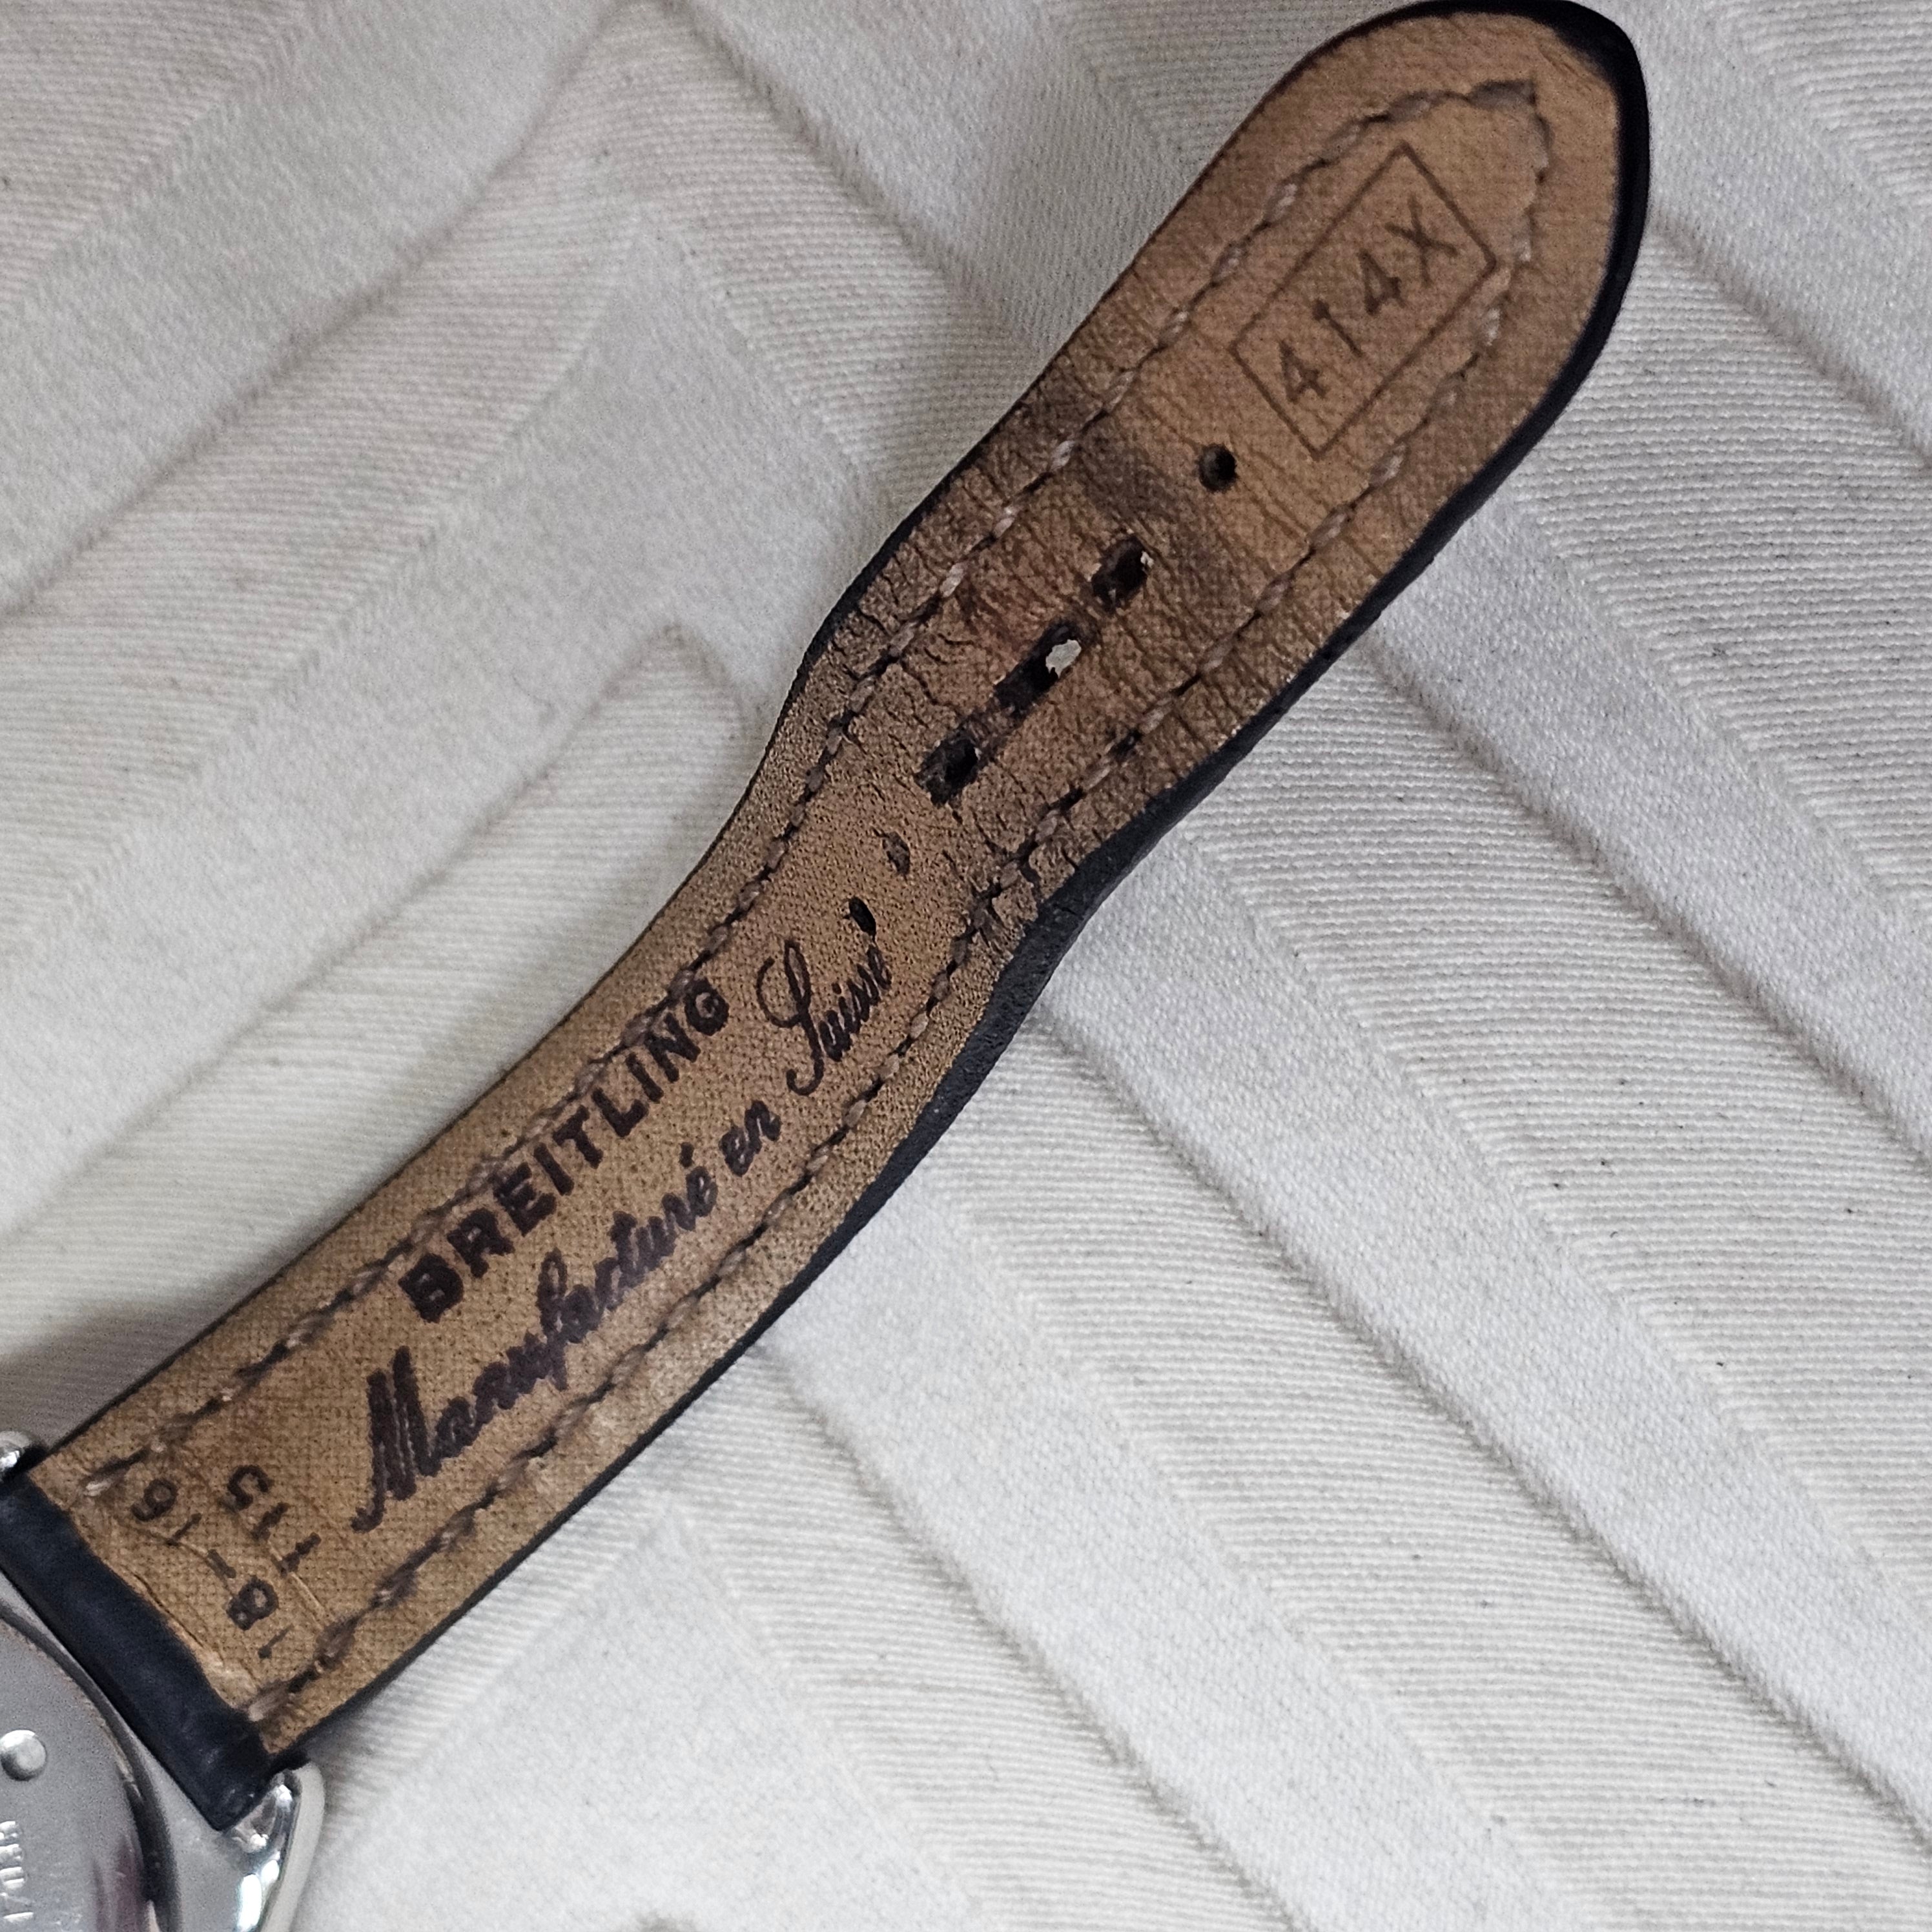 414X
BREITLING
Manufacturé en Suisse
115
18-16